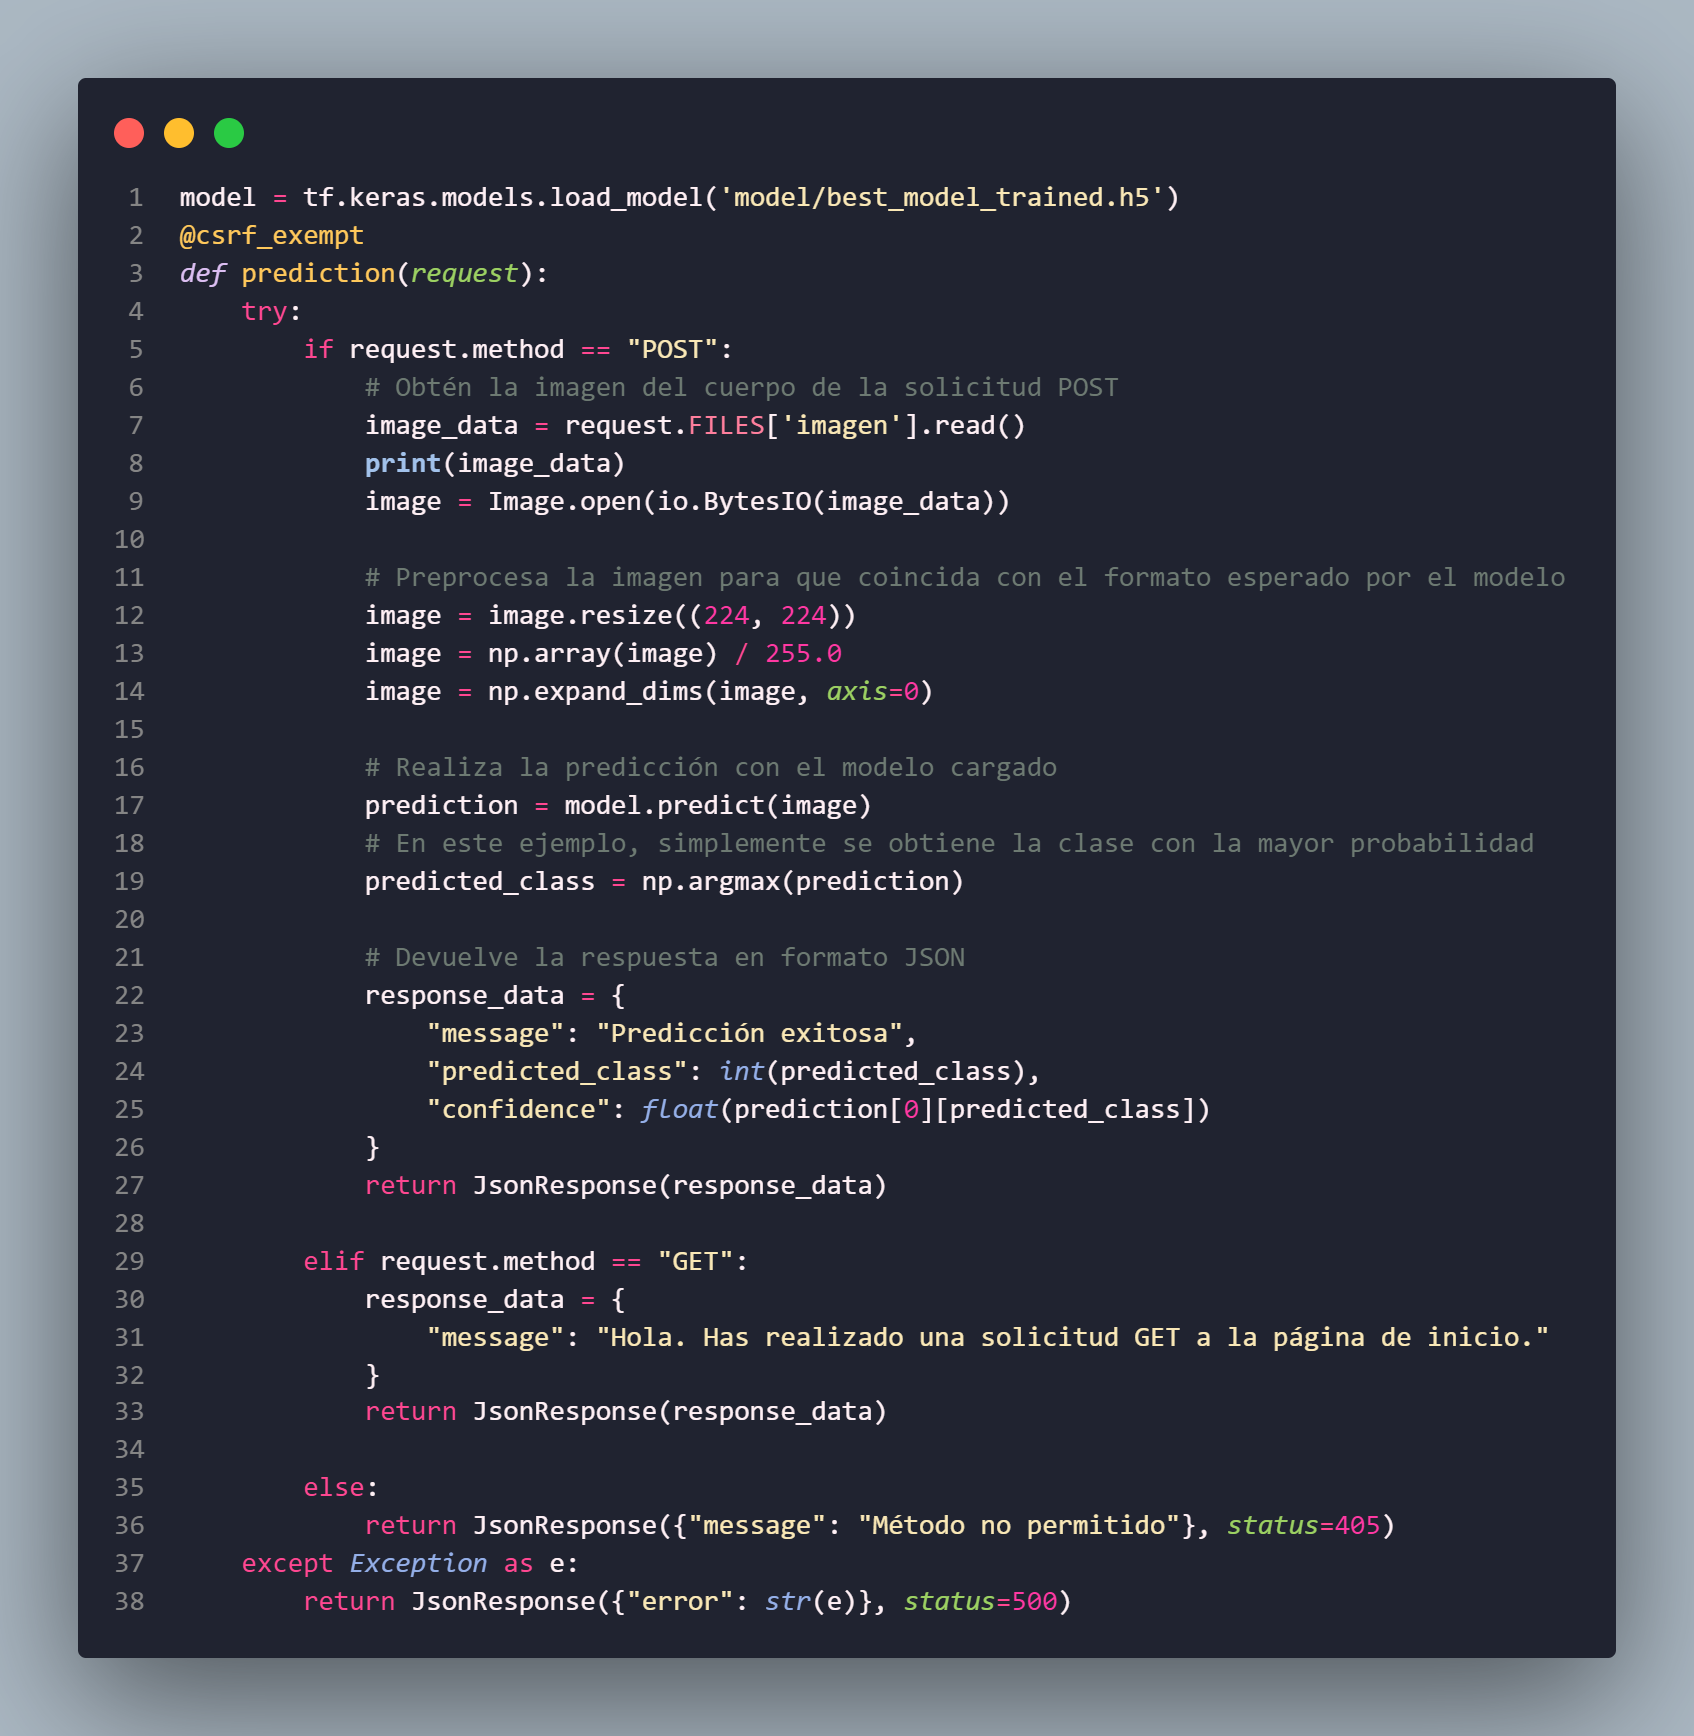 1 model = tf.keras.models.load_model('model/best_model_trained.h5')
2 @csrf_exempt
3 def prediction(request):
4     try:
5         if request.method == "POST":
6             # Obtén la imagen del cuerpo de la solicitud POST
7             image_data = request.FILES['imagen'].read()
8             print(image_data)
9             image = Image.open(io.BytesIO(image_data))
10
11             # Preprocesa la imagen para que coincida con el formato esperado por el modelo
12             image = image.resize((224, 224))
13             image = np.array(image) / 255.0
14             image = np.expand_dims(image, axis=0)
15
16             # Realiza la predicción con el modelo cargado
17             prediction = model.predict(image)
18             # En este ejemplo, simplemente se obtiene la clase con la mayor probabilidad
19             predicted_class = np.argmax(prediction)
20
21             # Devuelve la respuesta en formato JSON
22             response_data = {
23                 "message": "Predicción exitosa",
24                 "predicted_class": int(predicted_class),
25                 "confidence": float(prediction[0][predicted_class])
26             }
27             return JsonResponse(response_data)
28
29         elif request.method == "GET":
30             response_data = {
31                 "message": "Hola. Has realizado una solicitud GET a la página de inicio."
32             }
33             return JsonResponse(response_data)
34
35         else:
36             return JsonResponse({"message": "Método no permitido"}, status=405)
37     except Exception as e:
38         return JsonResponse({"error": str(e)}, status=500)